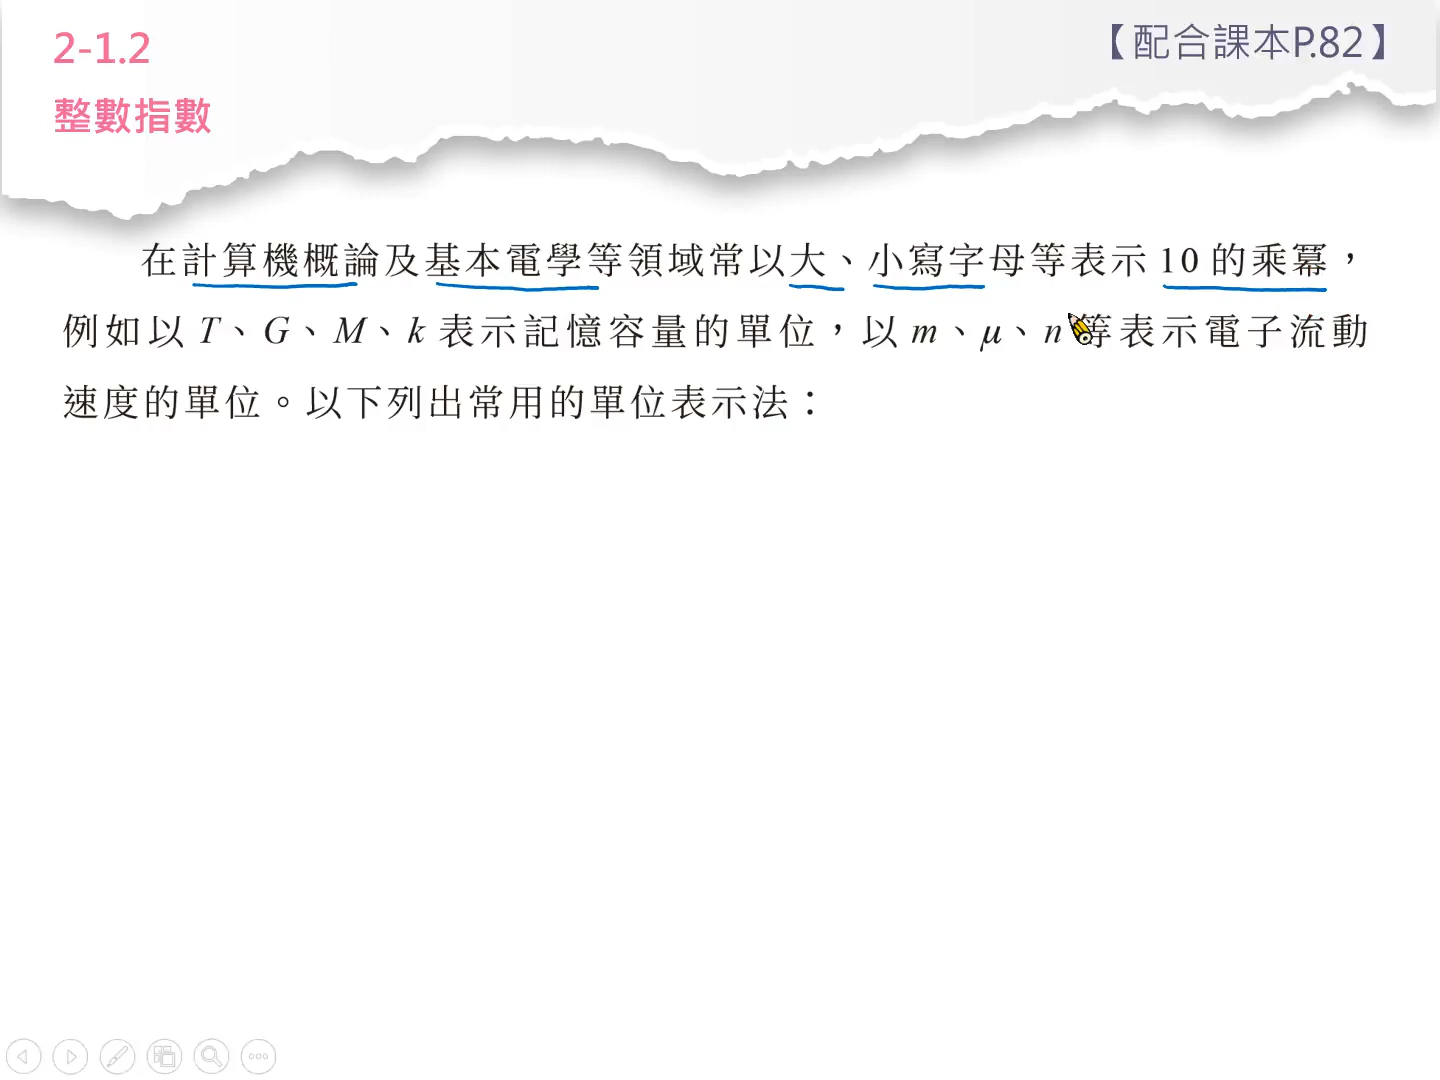 2-1.2
【配合課本P.82】
整數指數
在計算機概論及基本電學等領域常以大、小寫字母等表示 10 的乘冪，
例如以 T、G、M、k 表示記憶容量的單位，以 m、μ、n 等表示電子流動
速度的單位。以下列出常用的單位表示法：